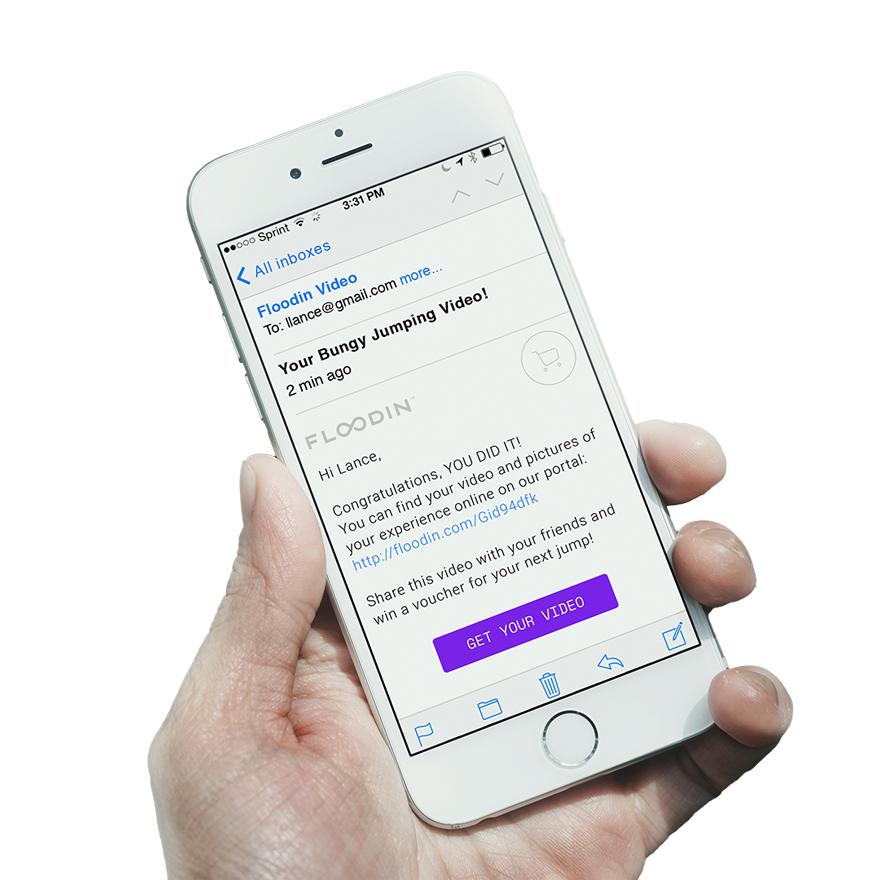 Sprint 3:31 PM
All inboxes
Floodin Video
To: llance@gmail.com more...
Your Bungy Jumping Video!
2 min ago
FLOODIN™
Hi Lance,
Congratulations, YOU DID IT!
You can find your video and pictures of
your experience online on our portal:
http://floodin.com/Gid94dfk
Share this video with your friends and
win a voucher for your next jump!
GET YOUR VIDEO